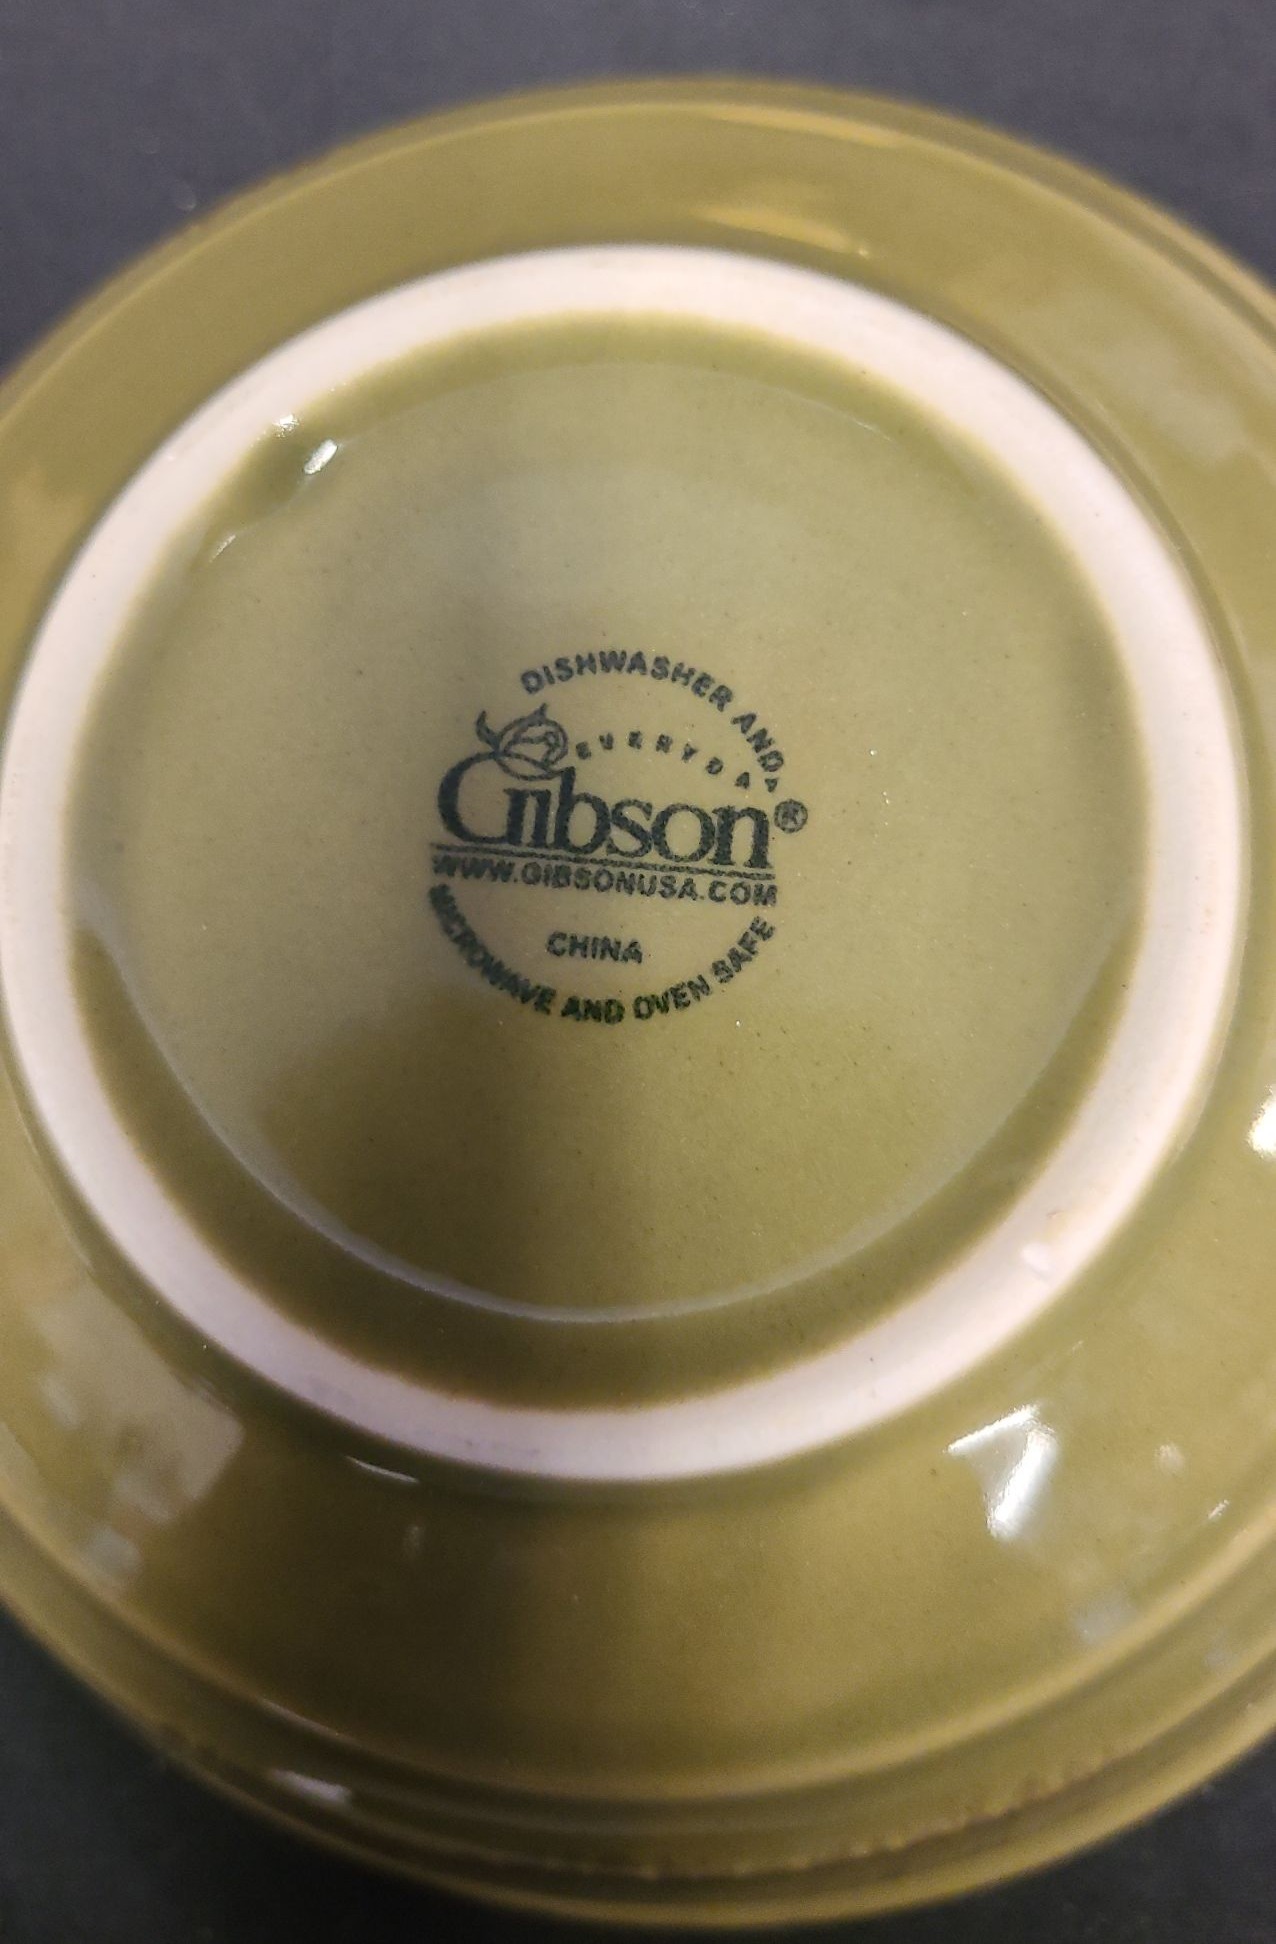 DISHWASHER AND
EVERYDAY
Gibson®
WWW.GIBSONUSA.COM
CHINA
MICROWAVE AND OVEN SAFE